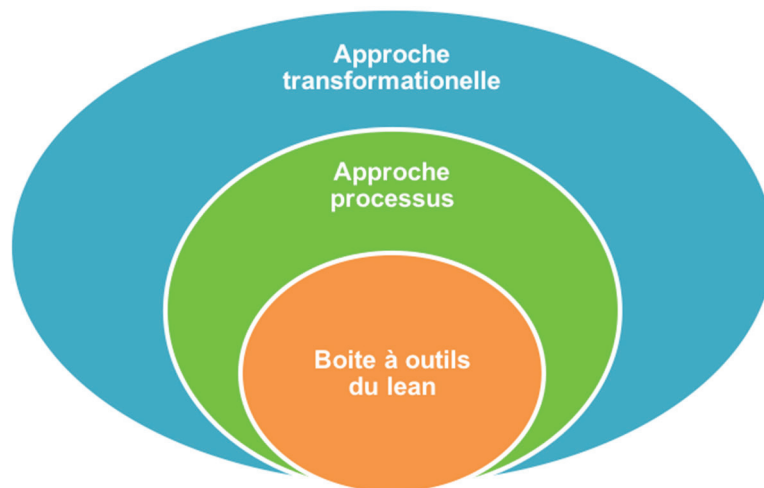 Approche
transformationelle
Approche
processus
Boite à outils
du lean